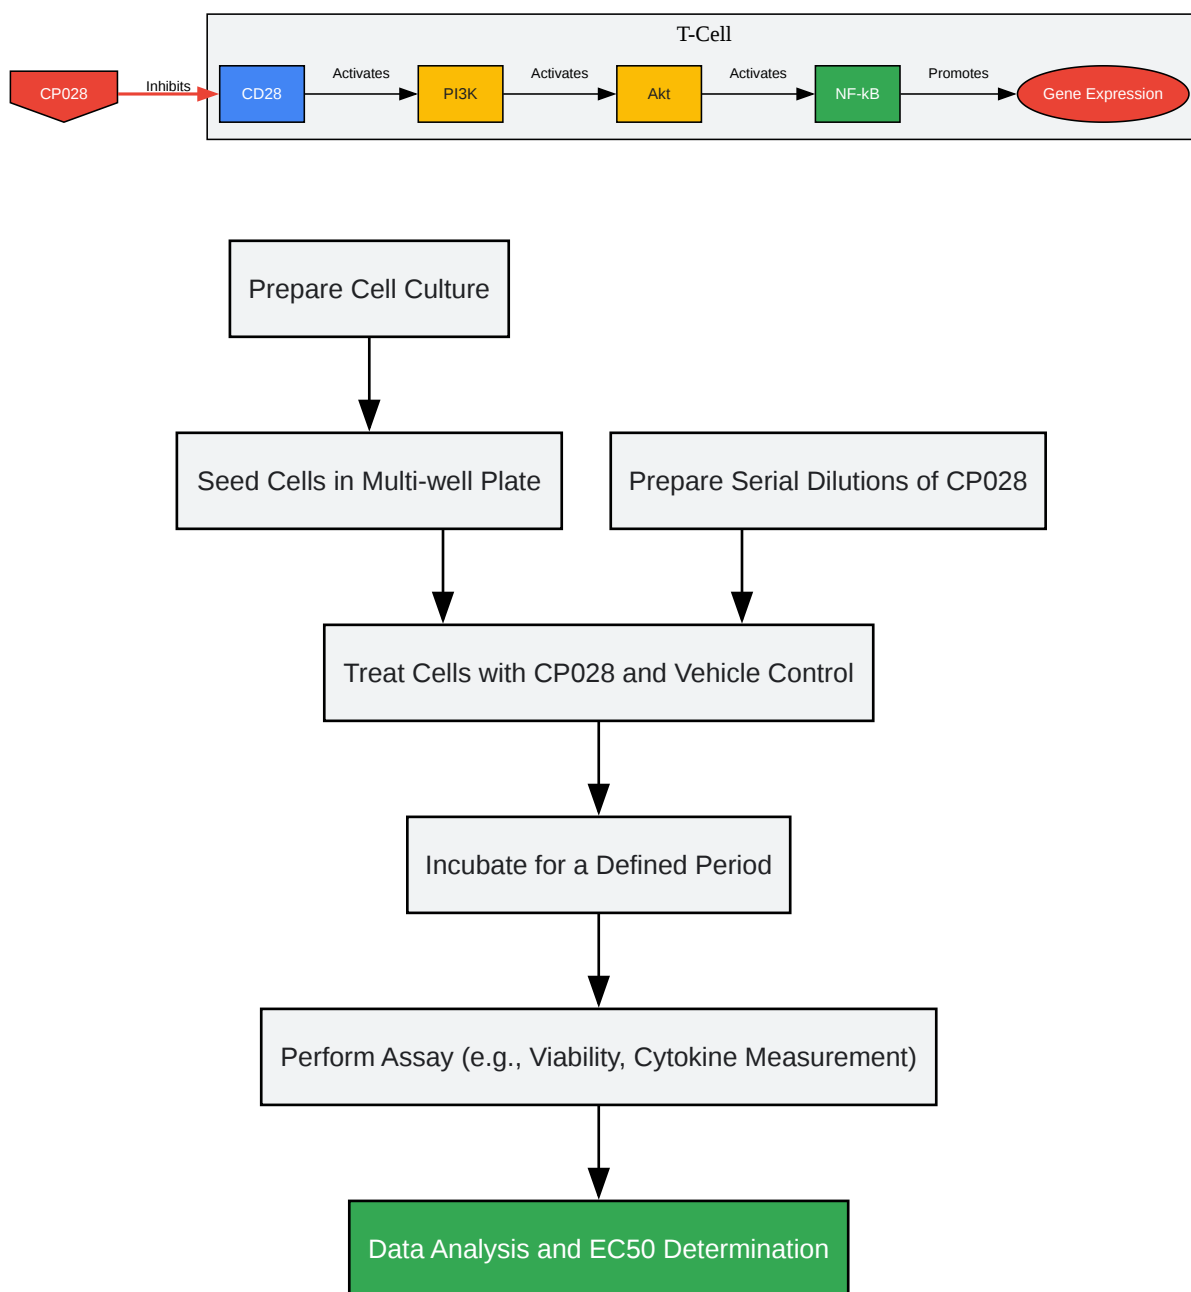 T-Cell
CP028
Inhibits
CD28
Activates
PI3K
Activates
Akt
Activates
NF-kB
Promotes
Gene Expression
Prepare Cell Culture
Seed Cells in Multi-well Plate
Prepare Serial Dilutions of CP028
Treat Cells with CP028 and Vehicle Control
Incubate for a Defined Period
Perform Assay (e.g., Viability, Cytokine Measurement)
Data Analysis and EC50 Determination